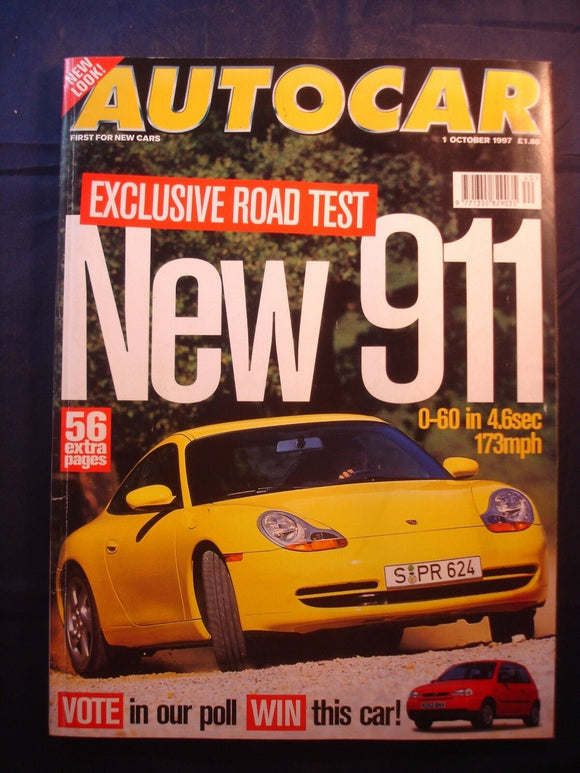 NEW LOOK!
AUTOCAR
FIRST FOR NEW CARS
1 OCTOBER 1997 £1.80
EXCLUSIVE ROAD TEST
New 911
56
extra
pages
0-60 in 4.6sec
173mph
S PR 624
VOTE in our poll WIN this car!